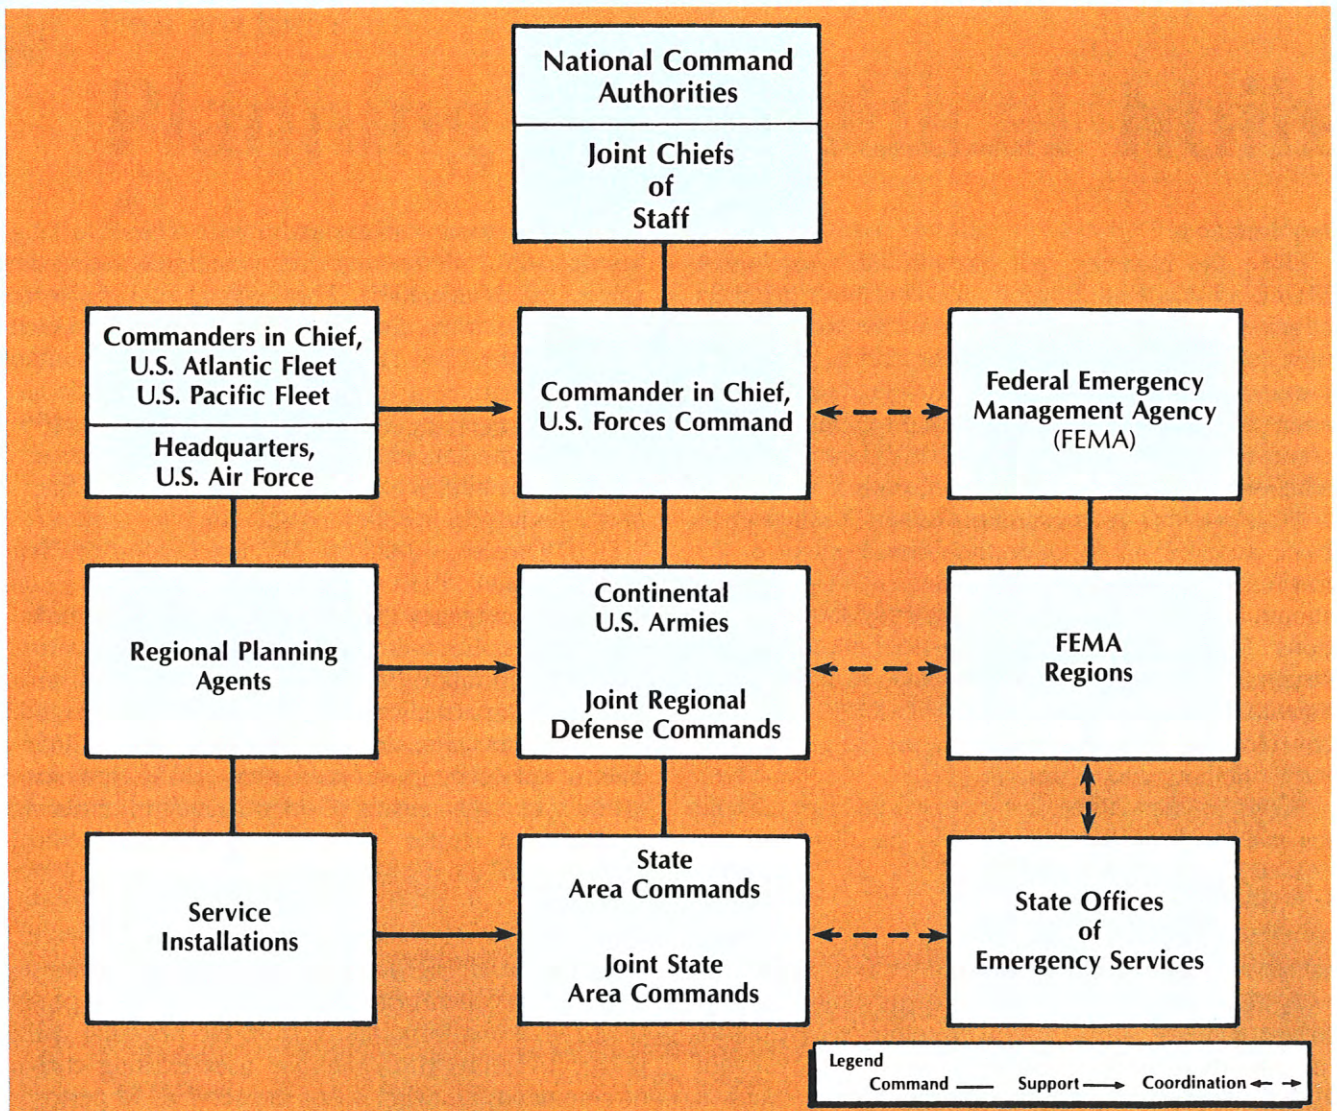 National Command
Authorities
Joint Chiefs
of
Staff
Commanders in Chief,
U.S. Atlantic Fleet
U.S. Pacific Fleet
Headquarters,
U.S. Air Force
Commander in Chief,
U.S. Forces Command
Federal Emergency
Management Agency
(FEMA)
Regional Planning
Agents
Continental
U.S. Armies
Joint Regional
Defense Commands
FEMA
Regions
Service
Installations
State
Area Commands
Joint State
Area Commands
State Offices
of
Emergency Services
Legend
Command Support Coordination